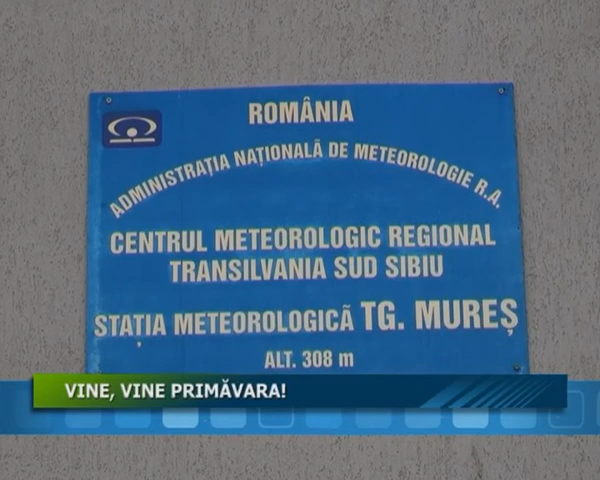 ROMÂNIA
ADMINISTRAȚIA NAȚIONALĂ DE METEOROLOGIE R.A.
CENTRUL METEOROLOGIC REGIONAL
TRANSILVANIA SUD SIBIU
STAȚIA METEOROLOGICĂ TG. MUREȘ
ALT. 308 m
VINE, VINE PRIMĂVARA!